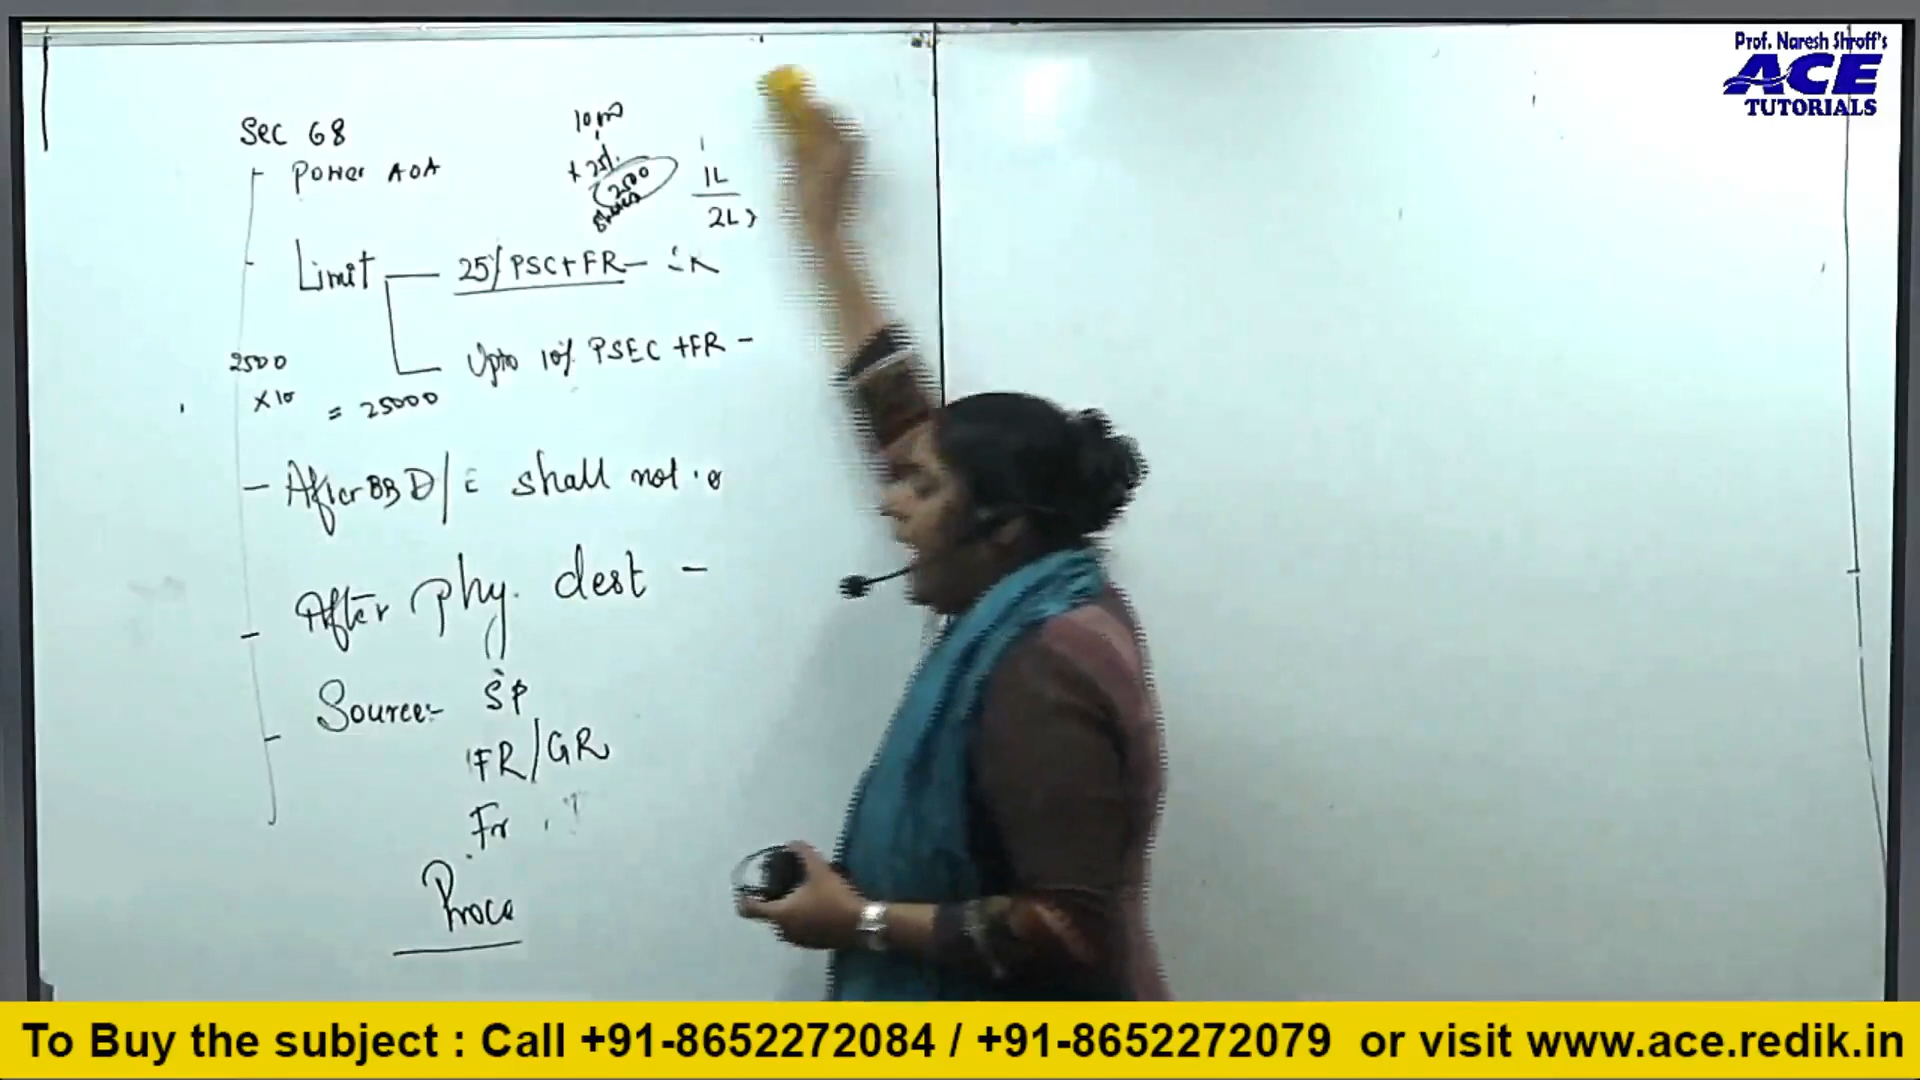 Prof. Naresh Shroff's
ACE
TUTORIALS
Sec 68
Power AOA
10 m
+ 25%
2500
Shares
1L
2L
Limit
25% PSC + FR -
Upto 10% PSEC + FR -
2500
x 10
= 25000
- After BB D/E shall not
- After Phy. dest -
- Source:- SP
FR/GR
Fr
Proce
To Buy the subject : Call +91-8652272084 / +91-8652272079 or visit www.ace.redik.in